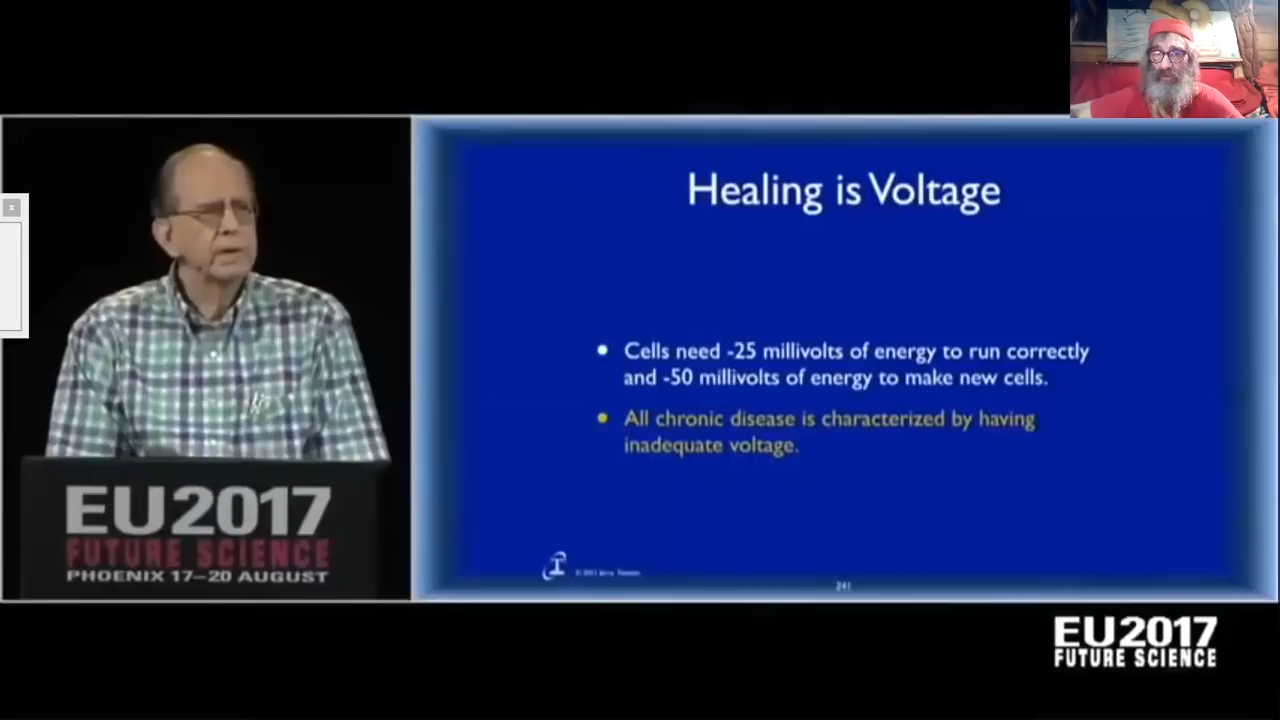 Healing is Voltage
• Cells need -25 millivolts of energy to run correctly
and -50 millivolts of energy to make new cells.
• All chronic disease is characterized by having
inadequate voltage.
241
EU2017
FUTURE SCIENCE
PHOENIX 17–20 AUGUST
EU2017
FUTURE SCIENCE
x